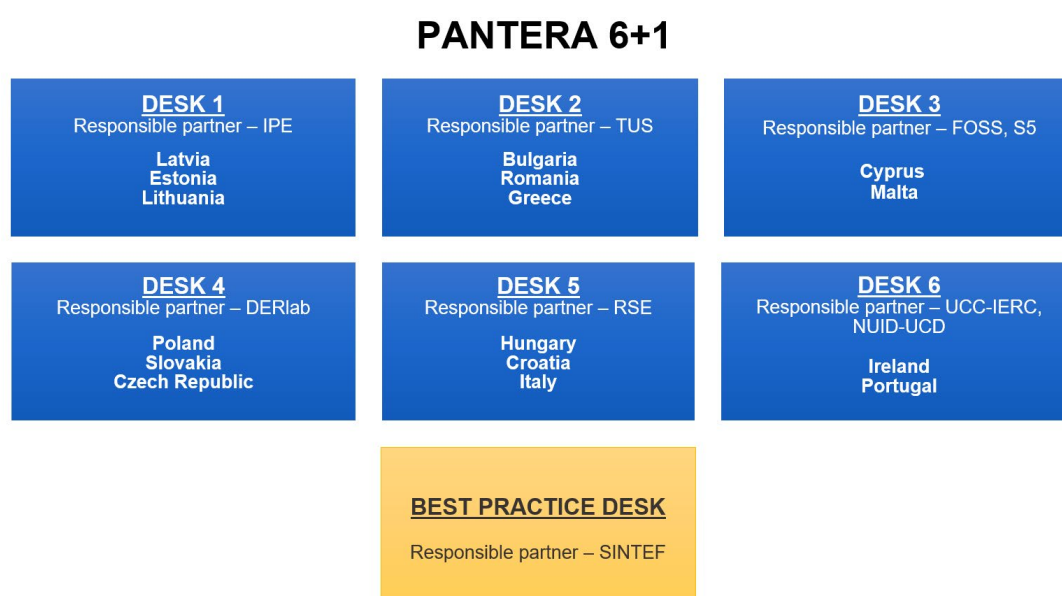 PANTERA 6+1
DESK 1
Responsible partner – IPE
Latvia
Estonia
Lithuania
DESK 2
Responsible partner – TUS
Bulgaria
Romania
Greece
DESK 3
Responsible partner – FOSS, S5
Cyprus
Malta
DESK 4
Responsible partner – DERlab
Poland
Slovakia
Czech Republic
DESK 5
Responsible partner – RSE
Hungary
Croatia
Italy
DESK 6
Responsible partner – UCC-IERC,
NUID-UCD
Ireland
Portugal
BEST PRACTICE DESK
Responsible partner – SINTEF